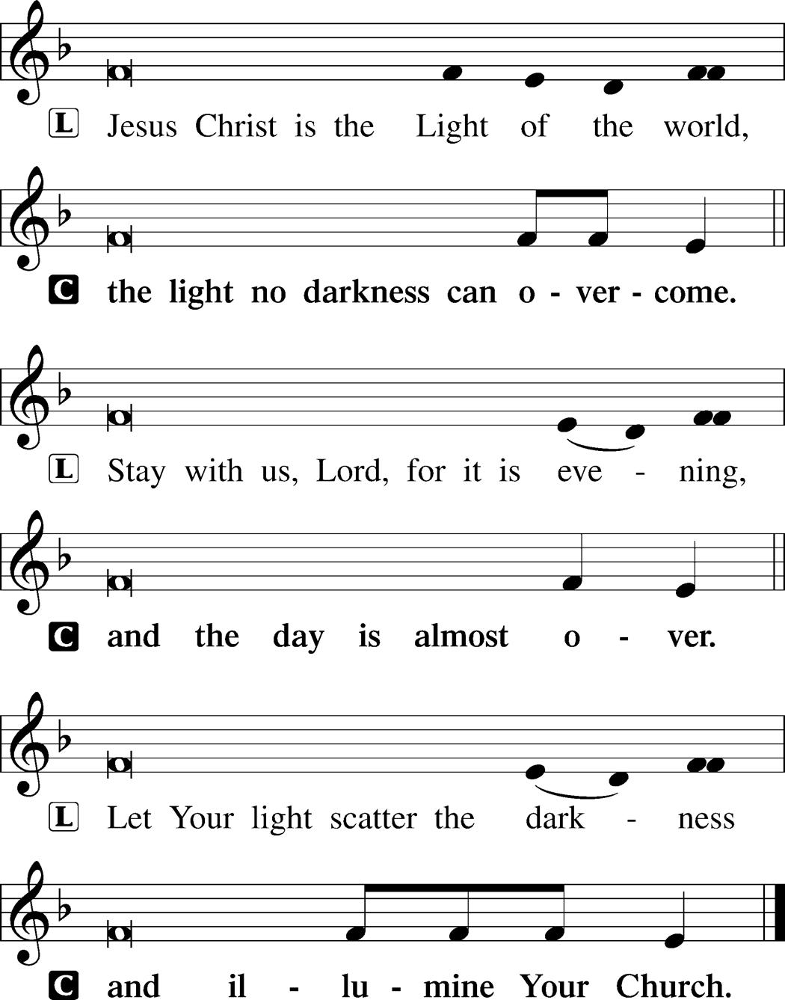 L Jesus Christ is the Light of the world,
C the light no darkness can o - ver - come.
L Stay with us, Lord, for it is eve - ning,
C and the day is almost o - ver.
L Let Your light scatter the dark - ness
C and il - lu - mine Your Church.